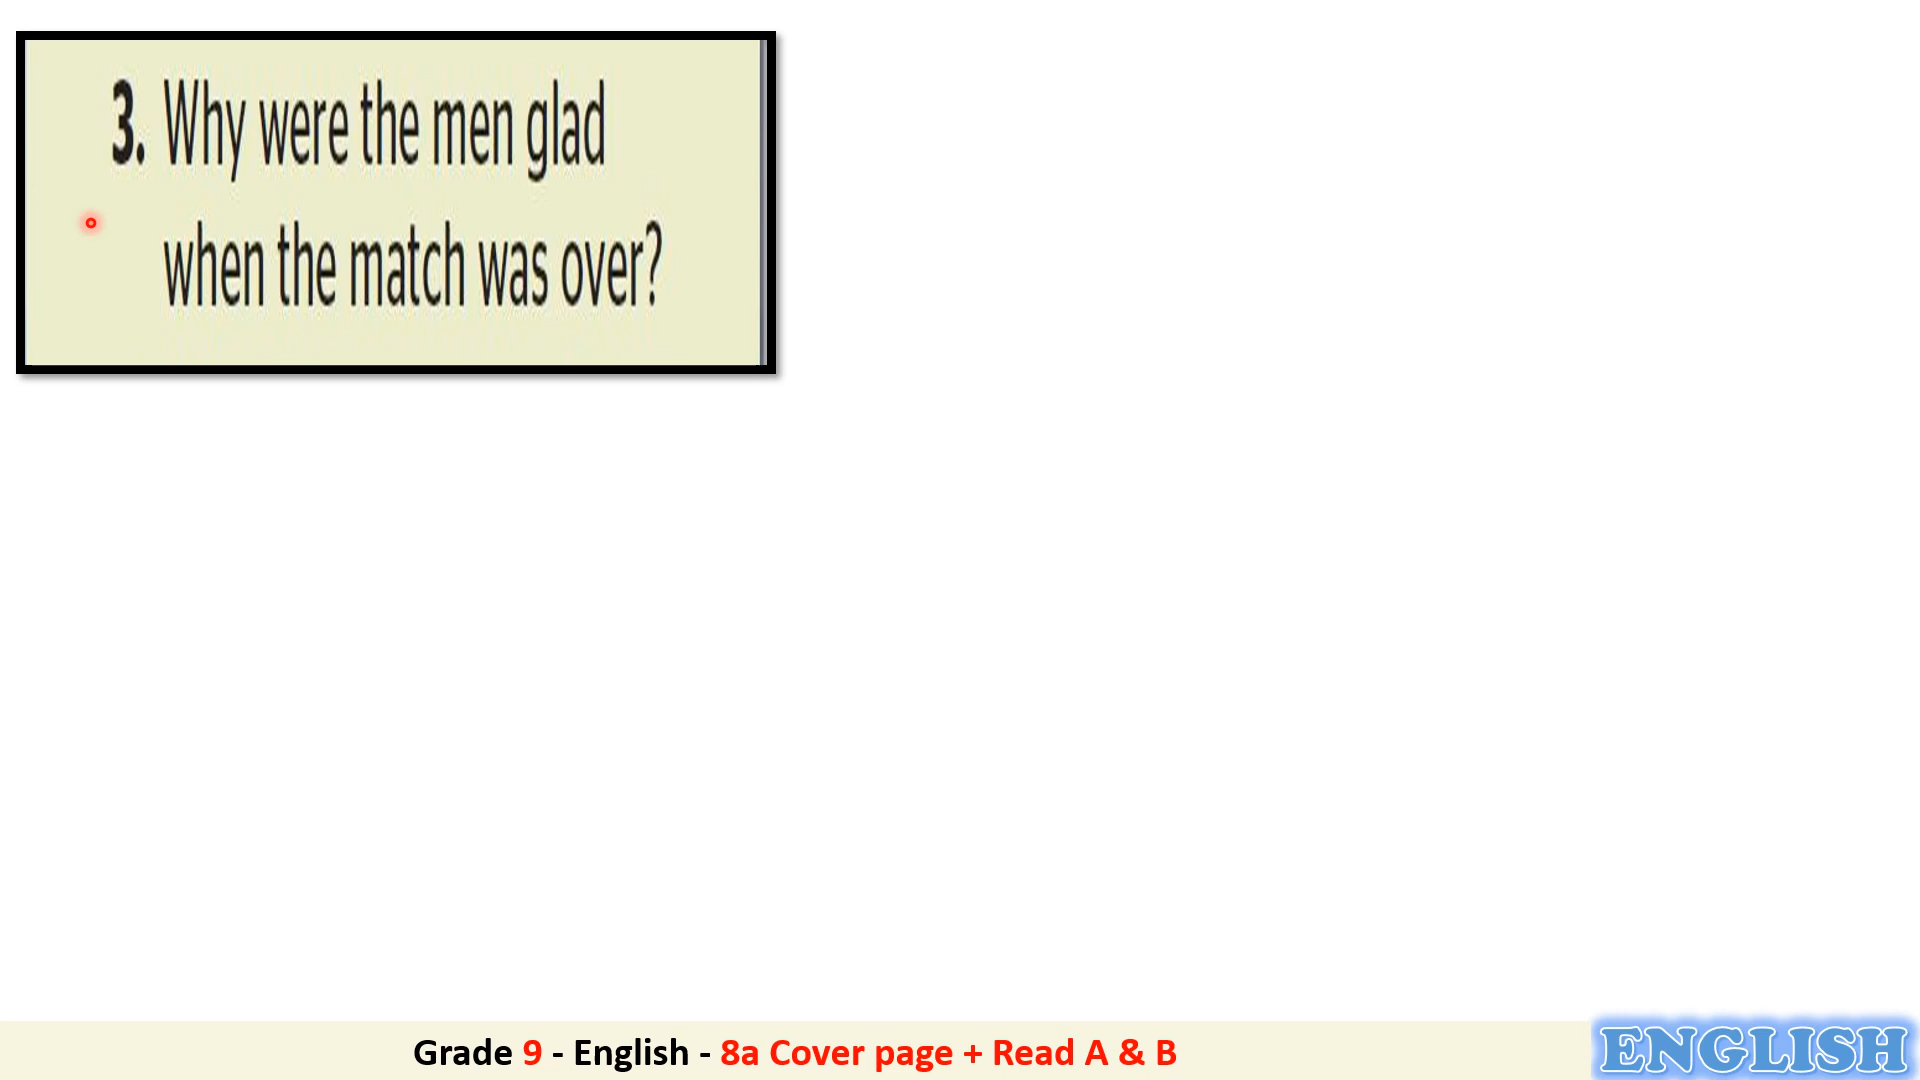 3. Why were the men glad
when the match was over?
Grade 9 - English - 8a Cover page + Read A & B
ENGLISH